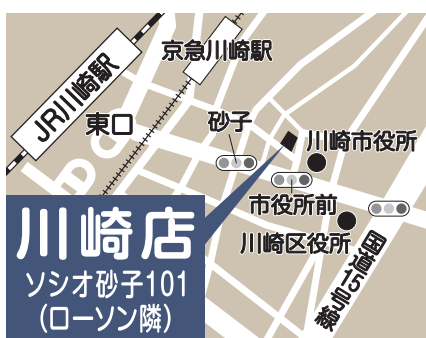 京急川崎駅
JR川崎駅
東口
砂子
川崎市役所
市役所前
川崎区役所
国道15号線
川崎店
ソシオ砂子101
(ローソン隣)